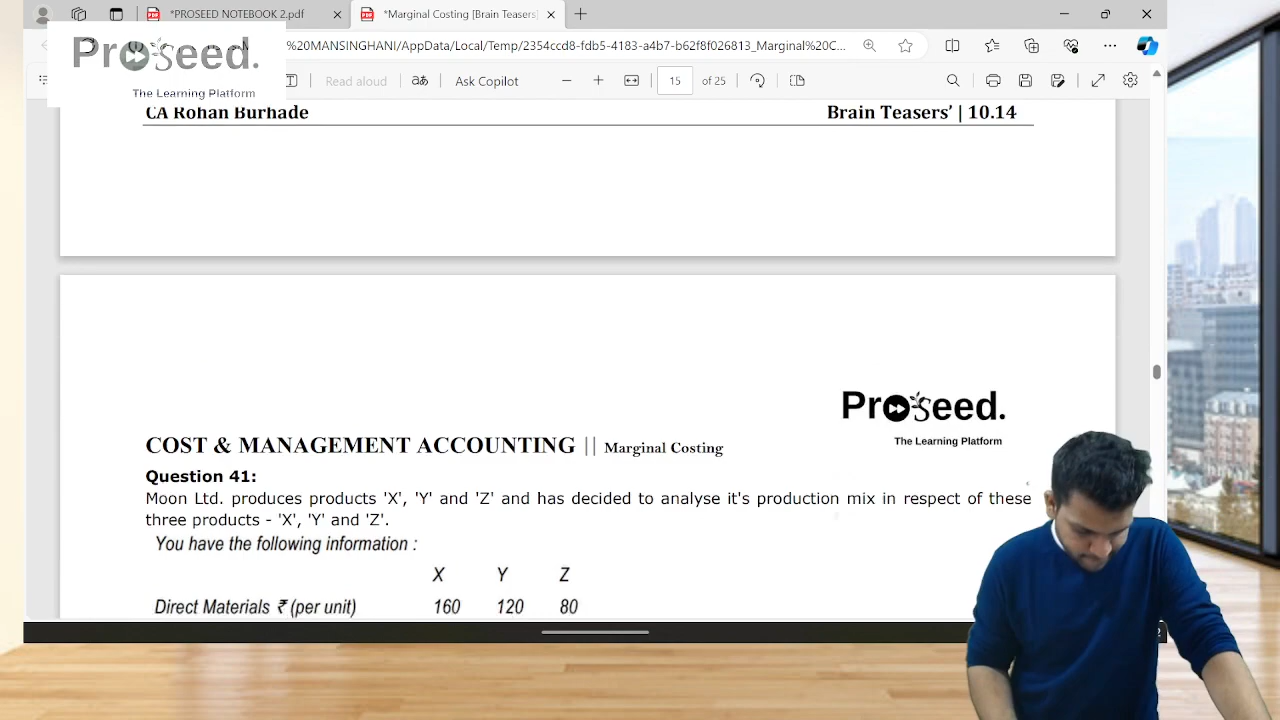 *PROSEED NOTEBOOK 2.pdf
*Marginal Costing [Brain Teasers]
%20MANSINGHANI/AppData/Local/Temp/2354ccd8-fdb5-4183-a4b7-b62f8f026813_Marginal%20C...
Proseed.
The Learning Platform
Read aloud
aあ
Ask Copilot
15
of 25
CA Rohan Burhade
Brain Teasers' | 10.14
Proseed.
The Learning Platform
COST & MANAGEMENT ACCOUNTING || Marginal Costing
Question 41:
Moon Ltd. produces products 'X', 'Y' and 'Z' and has decided to analyse it's production mix in respect of these
three products - 'X', 'Y' and 'Z'.
You have the following information :
X Y Z
Direct Materials ₹ (per unit) 160 120 80